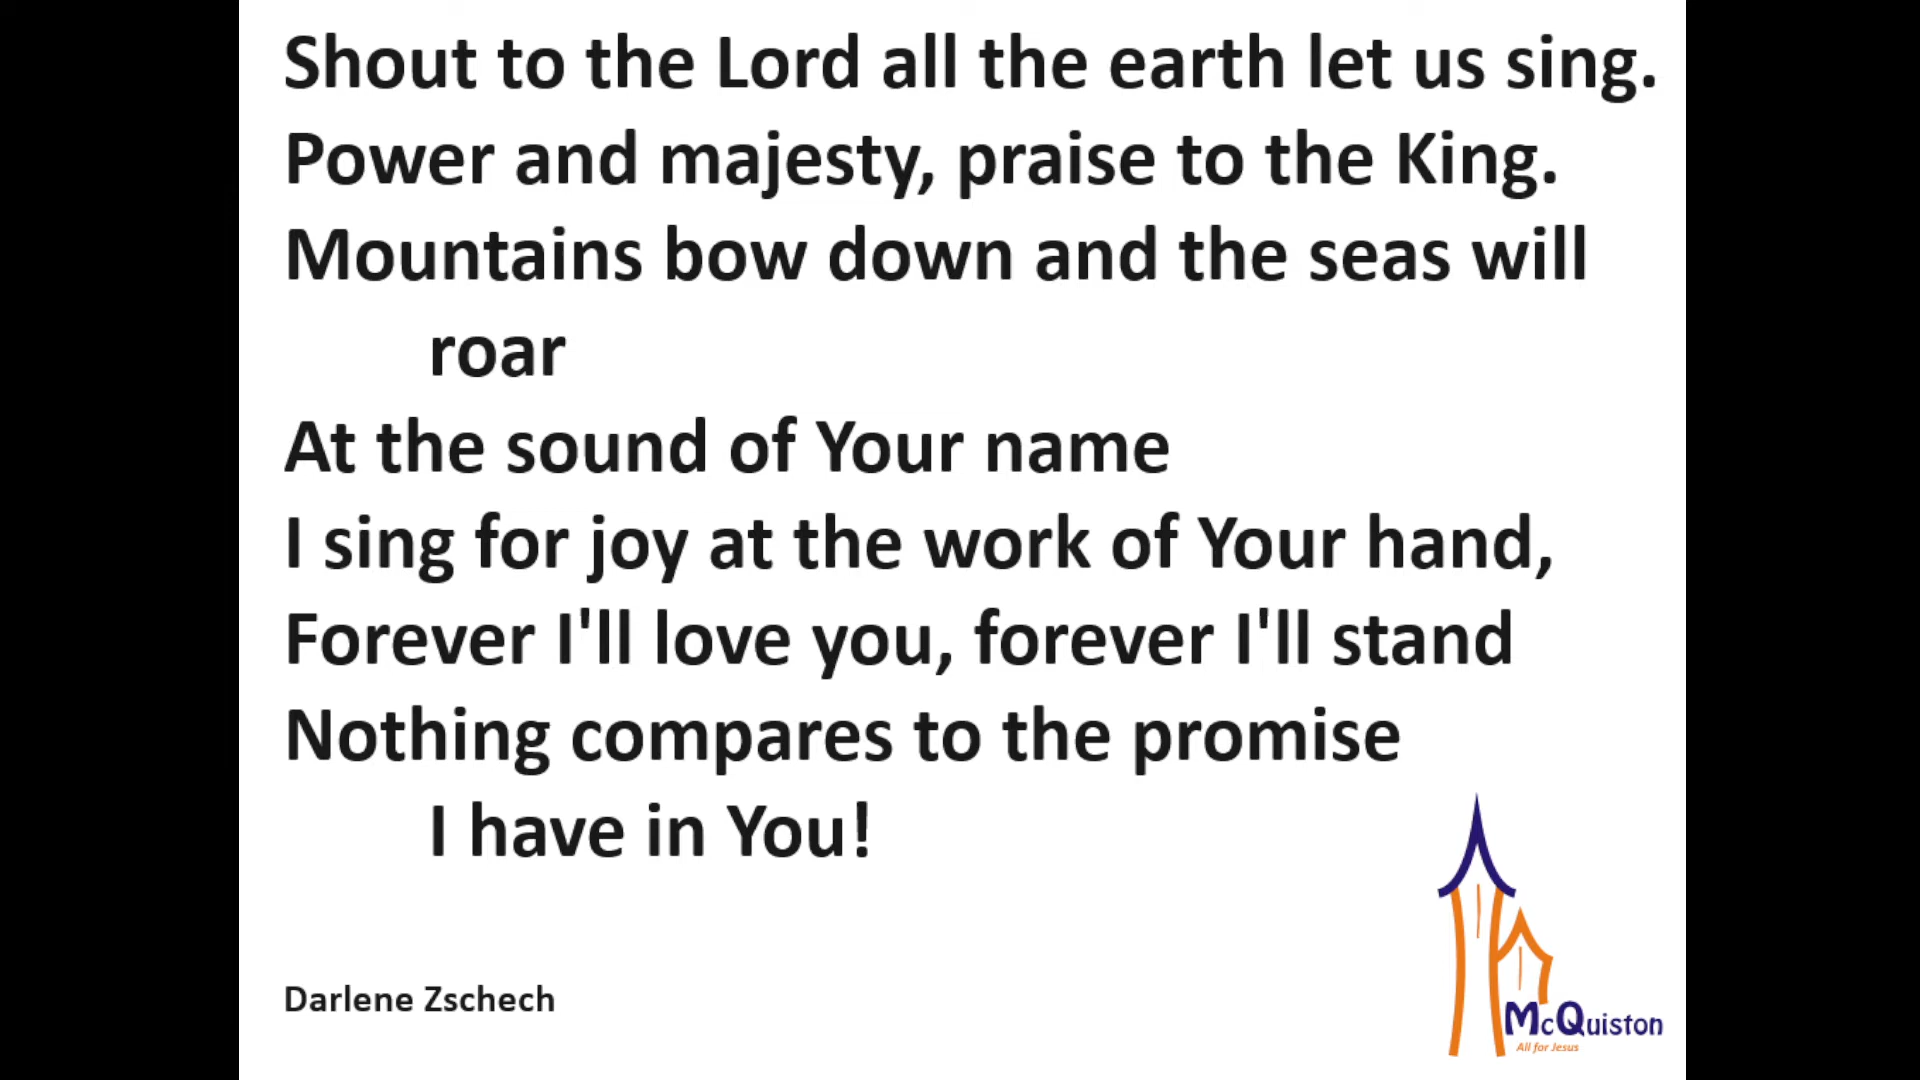 Shout to the Lord all the earth let us sing.
Power and majesty, praise to the King.
Mountains bow down and the seas will
roar
At the sound of Your name
I sing for joy at the work of Your hand,
Forever I'll love you, forever I'll stand
Nothing compares to the promise
I have in You!
Darlene Zschech
McQuiston
All for Jesus